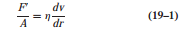 F′/A = η dv/dr (19–1)